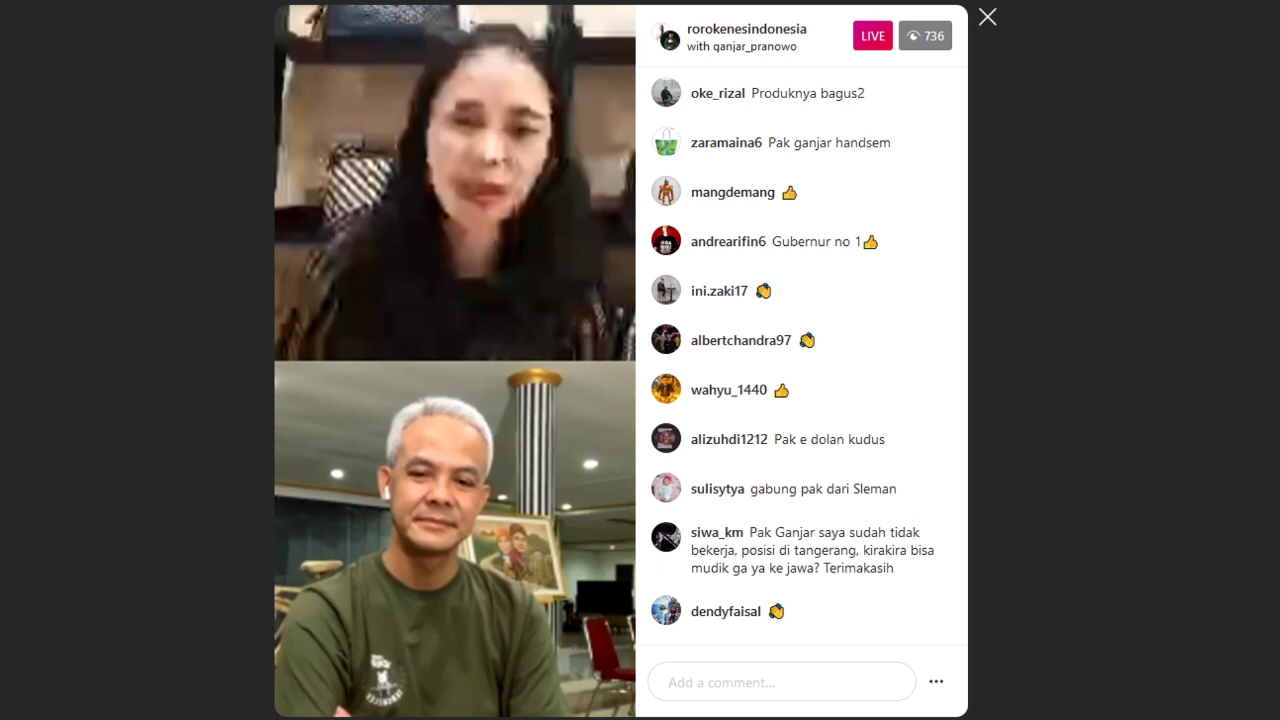 rorokenesindonesia
with ganjar_pranowo
LIVE
736
oke_rizal Produknya bagus2
zaramaina6 Pak ganjar handsem
mangdemang 👍
andrearifin6 Gubernur no 1👍
ini.zaki17 👏
albertchandra97 👏
wahyu_1440 👍
alizuhdi1212 Pak e dolan kudus
sulisytya gabung pak dari Sleman
siwa_km Pak Ganjar saya sudah tidak
bekerja, posisi di tangerang, kirakira bisa
mudik ga ya ke jawa? Terimakasih
dendyfaisal 👏
Add a comment...